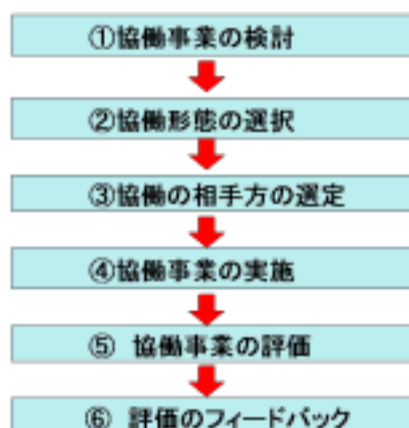 ①協働事業の検討
②協働形態の選択
③協働の相手方の選定
④協働事業の実施
⑤ 協働事業の評価
⑥ 評価のフィードバック